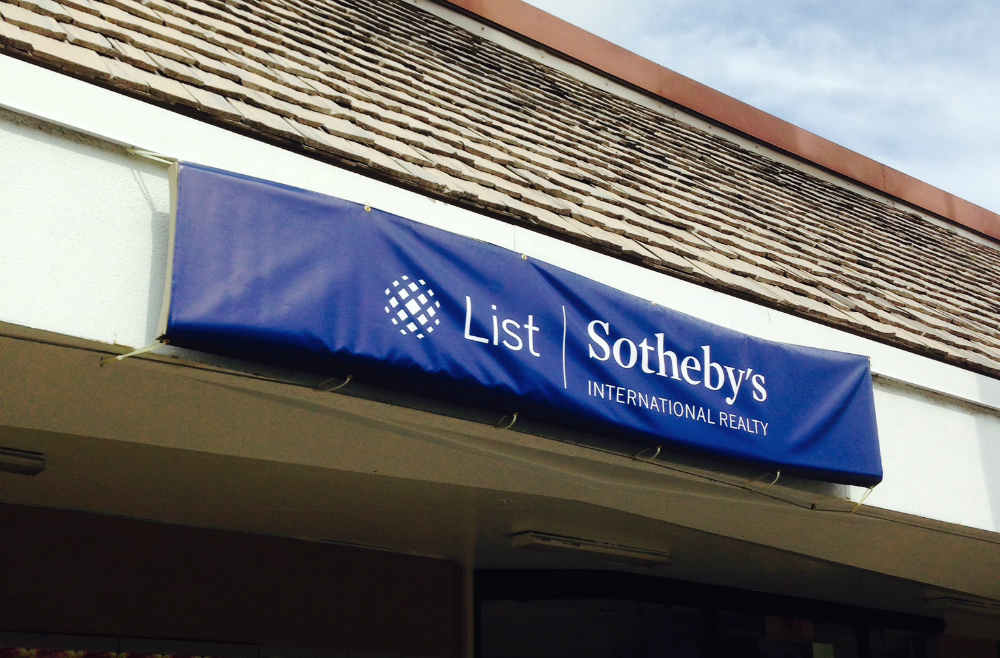 List | Sotheby's
INTERNATIONAL REALTY